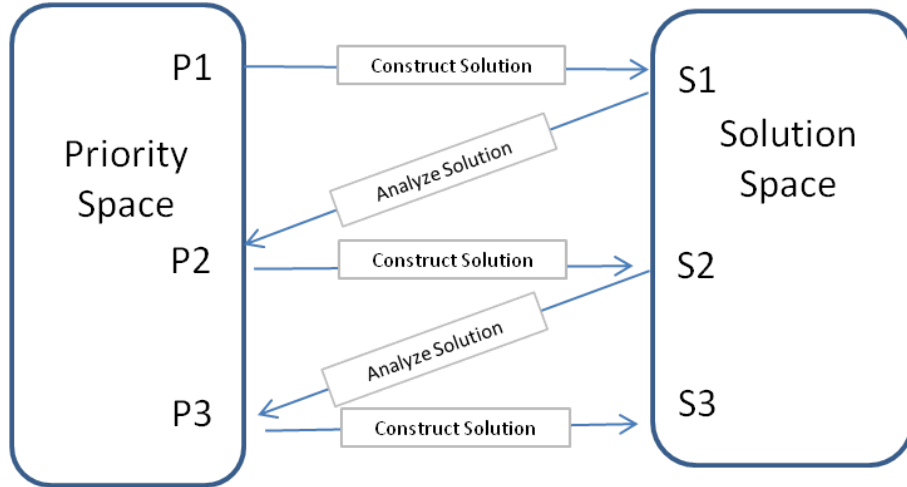 P1
Construct Solution
S1
Priority
Space
Analyze Solution
Solution
Space
P2
Construct Solution
S2
Analyze Solution
P3
Construct Solution
S3